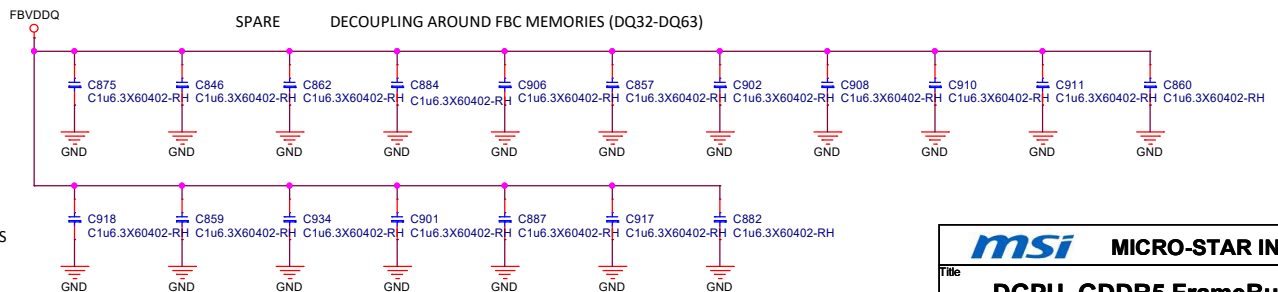 FBVDDQ
SPARE DECOUPLING AROUND FBC MEMORIES (DQ32-DQ63)
C875 C846 C862 C884 C906 C857 C902 C908 C910 C911 C860
C1u6.3X60402-RH C1u6.3X60402-RH C1u6.3X60402-RH C1u6.3X60402-RH C1u6.3X60402-RH C1u6.3X60402-RH C1u6.3X60402-RH C1u6.3X60402-RH C1u6.3X60402-RH C1u6.3X60402-RH C1u6.3X60402-RH
GND GND GND GND GND GND GND GND GND GND GND
C918 C859 C934 C901 C887 C917 C882
C1u6.3X60402-RH C1u6.3X60402-RH C1u6.3X60402-RH C1u6.3X60402-RH C1u6.3X60402-RH C1u6.3X60402-RH C1u6.3X60402-RH
S
GND GND GND GND GND GND GND
msi MICRO-STAR IN
Title